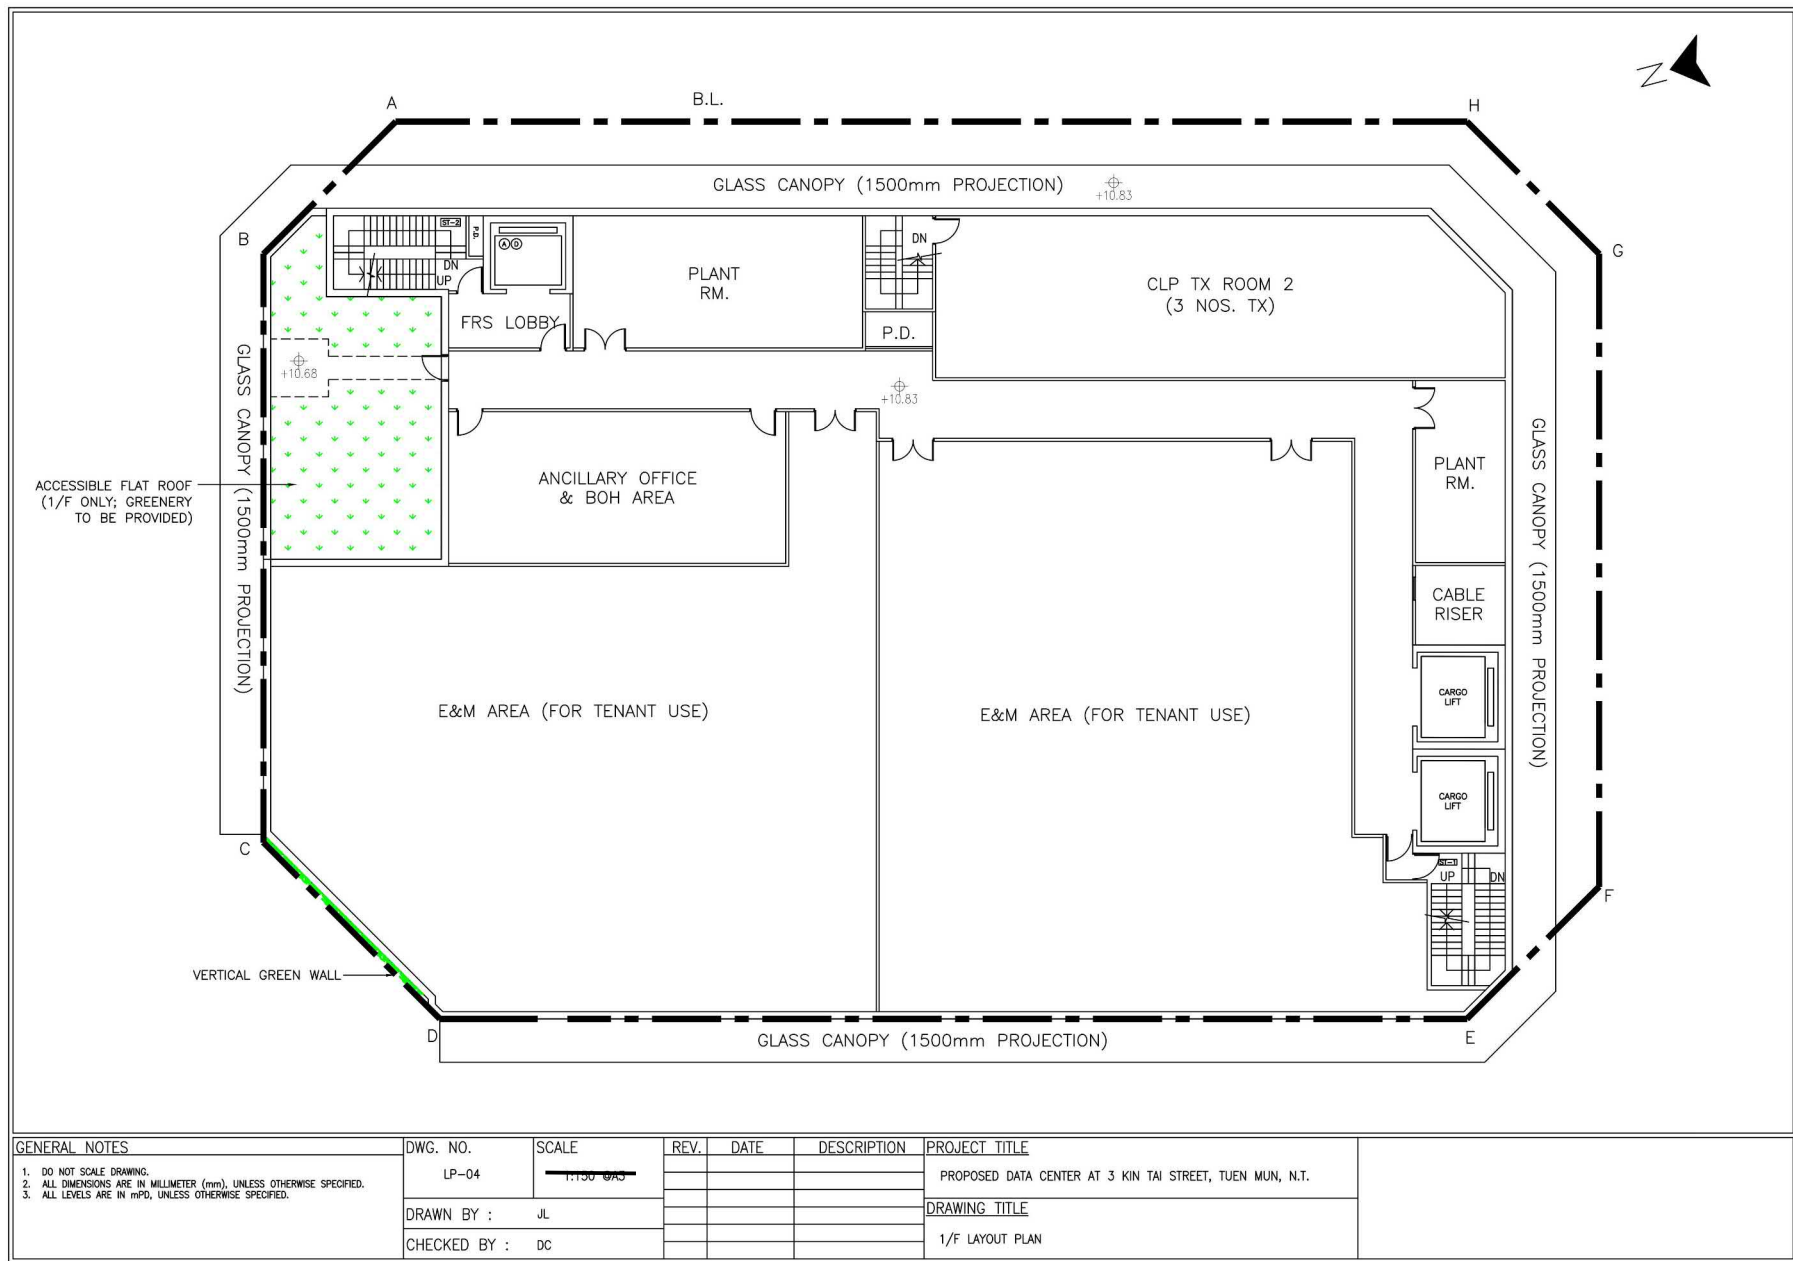 N
A
B.L.
H
GLASS CANOPY (1500mm PROJECTION)
+10.83
B
G
ST-2
P.D.
A D
DN
UP
DN
PLANT
RM.
CLP TX ROOM 2
(3 NOS. TX)
FRS LOBBY
P.D.
+10.68
+10.83
GLASS CANOPY (1500mm PROJECTION)
GLASS CANOPY (1500mm PROJECTION)
ACCESSIBLE FLAT ROOF
(1/F ONLY; GREENERY
TO BE PROVIDED)
ANCILLARY OFFICE
& BOH AREA
PLANT
RM.
CABLE
RISER
CARGO
LIFT
E&M AREA (FOR TENANT USE)
E&M AREA (FOR TENANT USE)
CARGO
LIFT
C
ST-1
UP
DN
F
VERTICAL GREEN WALL
D
GLASS CANOPY (1500mm PROJECTION)
E
GENERAL NOTES
1. DO NOT SCALE DRAWING.
2. ALL DIMENSIONS ARE IN MILLIMETER (mm), UNLESS OTHERWISE SPECIFIED.
3. ALL LEVELS ARE IN mPD, UNLESS OTHERWISE SPECIFIED.
DWG. NO.
LP-04
SCALE
1:150 @A3
DRAWN BY : JL
CHECKED BY : DC
REV. DATE DESCRIPTION
PROJECT TITLE
PROPOSED DATA CENTER AT 3 KIN TAI STREET, TUEN MUN, N.T.
DRAWING TITLE
1/F LAYOUT PLAN